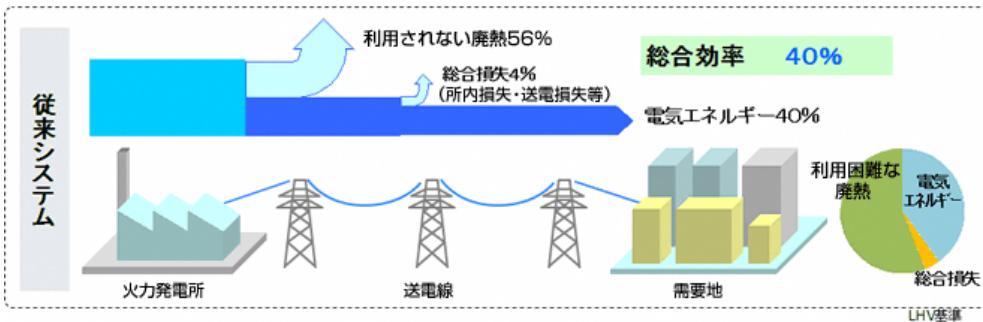 従来システム
利用されない廃熱56%
総合損失4%
(所内損失・送電損失等)
総合効率 40%
電気エネルギー40%
火力発電所
送電線
需要地
利用困難な
廃熱
電気
エネルギー
総合損失
LHV基準